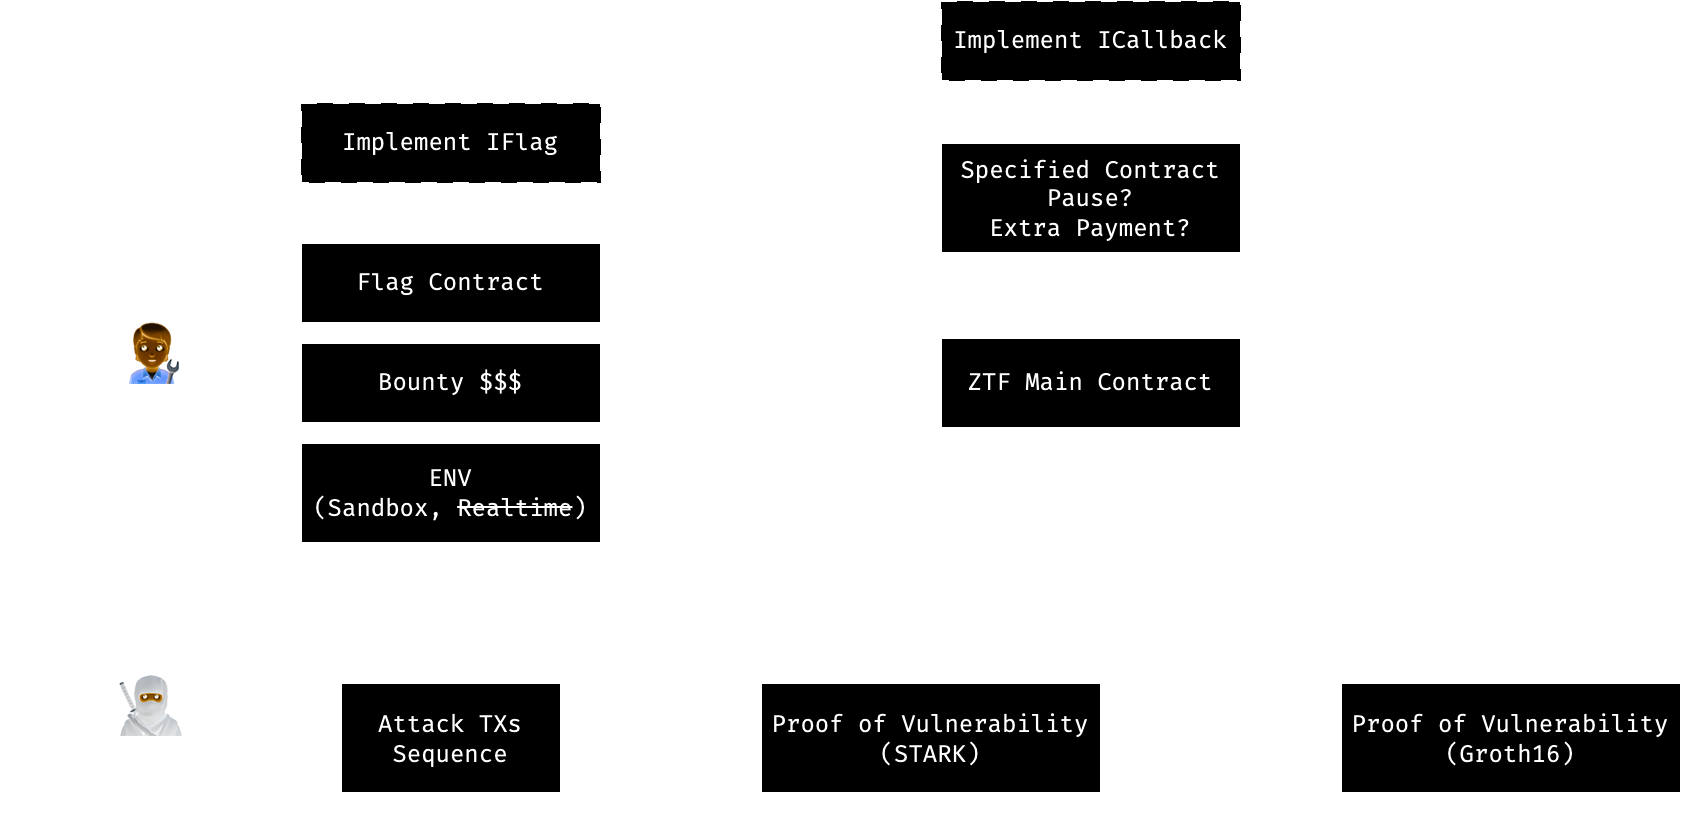 Implement ICallback
Implement IFlag
Specified Contract
Pause?
Extra Payment?
Flag Contract
Bounty $$$
ZTF Main Contract
ENV
(Sandbox, Realtime)
Attack TXs
Sequence
Proof of Vulnerability
(STARK)
Proof of Vulnerability
(Groth16)